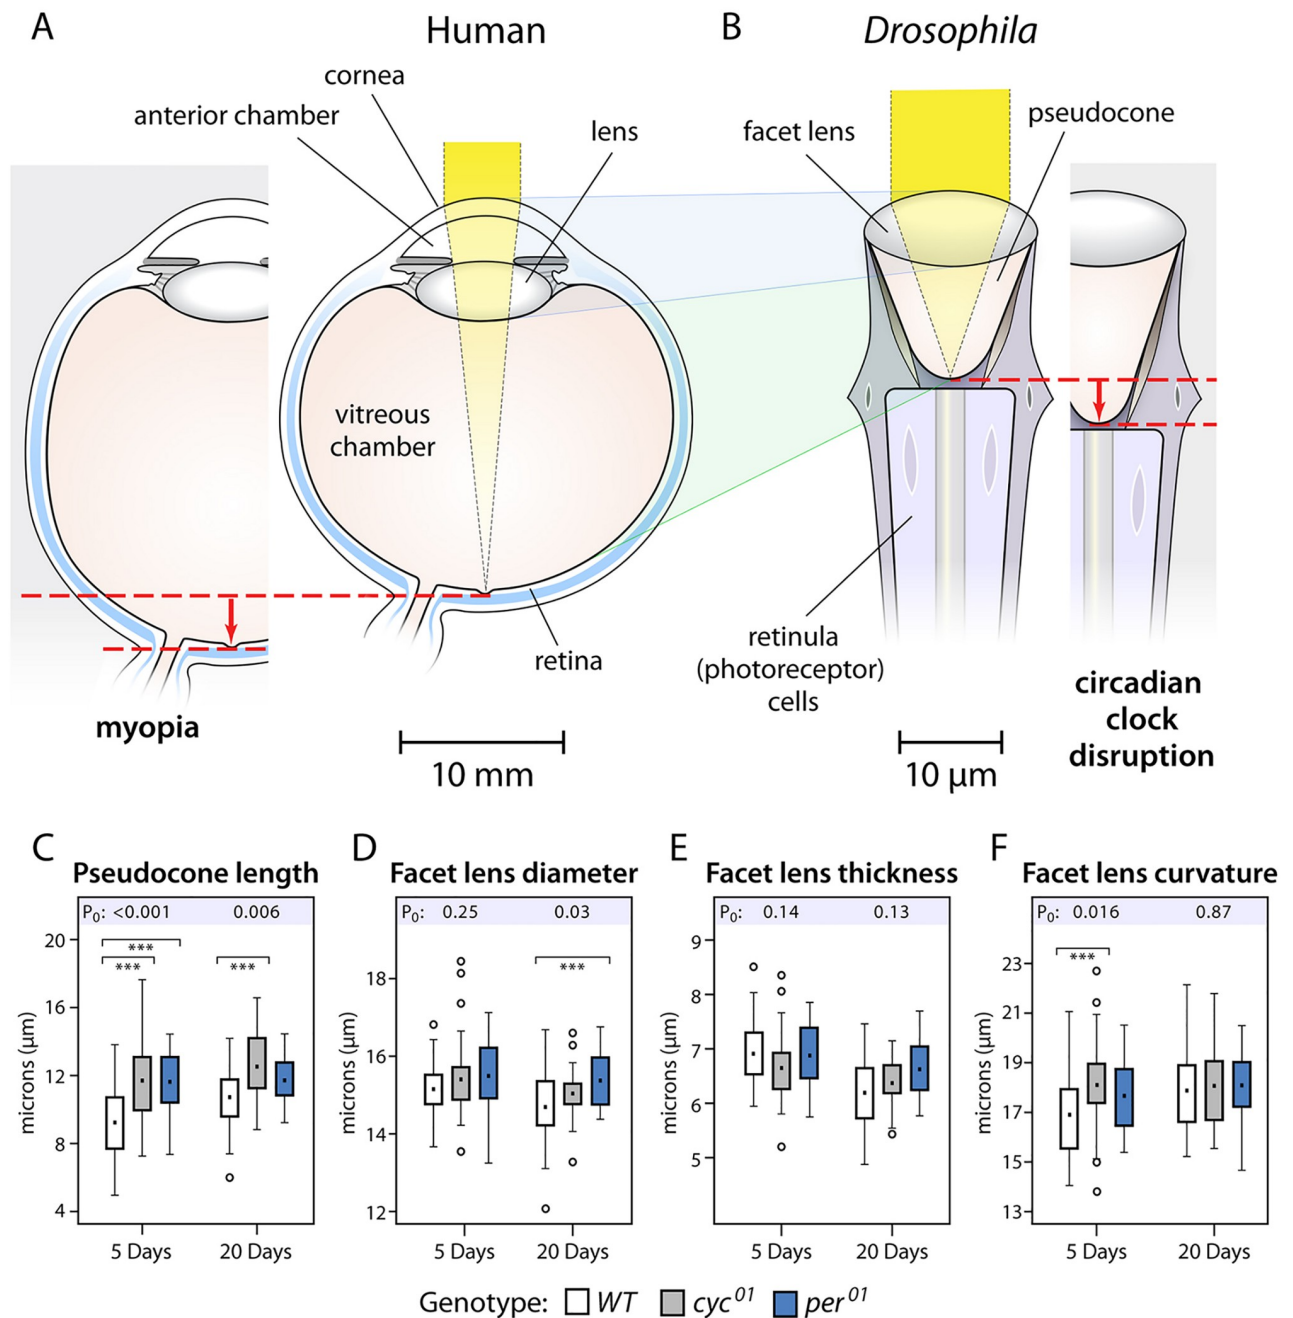 A
Human
B
Drosophila
cornea
anterior chamber
lens
facet lens
pseudocone
vitreous
chamber
retina
retinula
(photoreceptor)
cells
myopia
10 mm
10 µm
circadian
clock
disruption
C
Pseudocone length
P0: <0.001 0.006
***
***
***
microns (µm)
20
16
12
8
4
5 Days
20 Days
D
Facet lens diameter
P0: 0.25 0.03
***
microns (µm)
18
16
14
12
5 Days
20 Days
E
Facet lens thickness
P0: 0.14 0.13
microns (µm)
9
8
7
6
5
5 Days
20 Days
F
Facet lens curvature
P0: 0.016 0.87
***
microns (µm)
23
21
19
17
15
13
5 Days
20 Days
Genotype: WT cyc01 per01